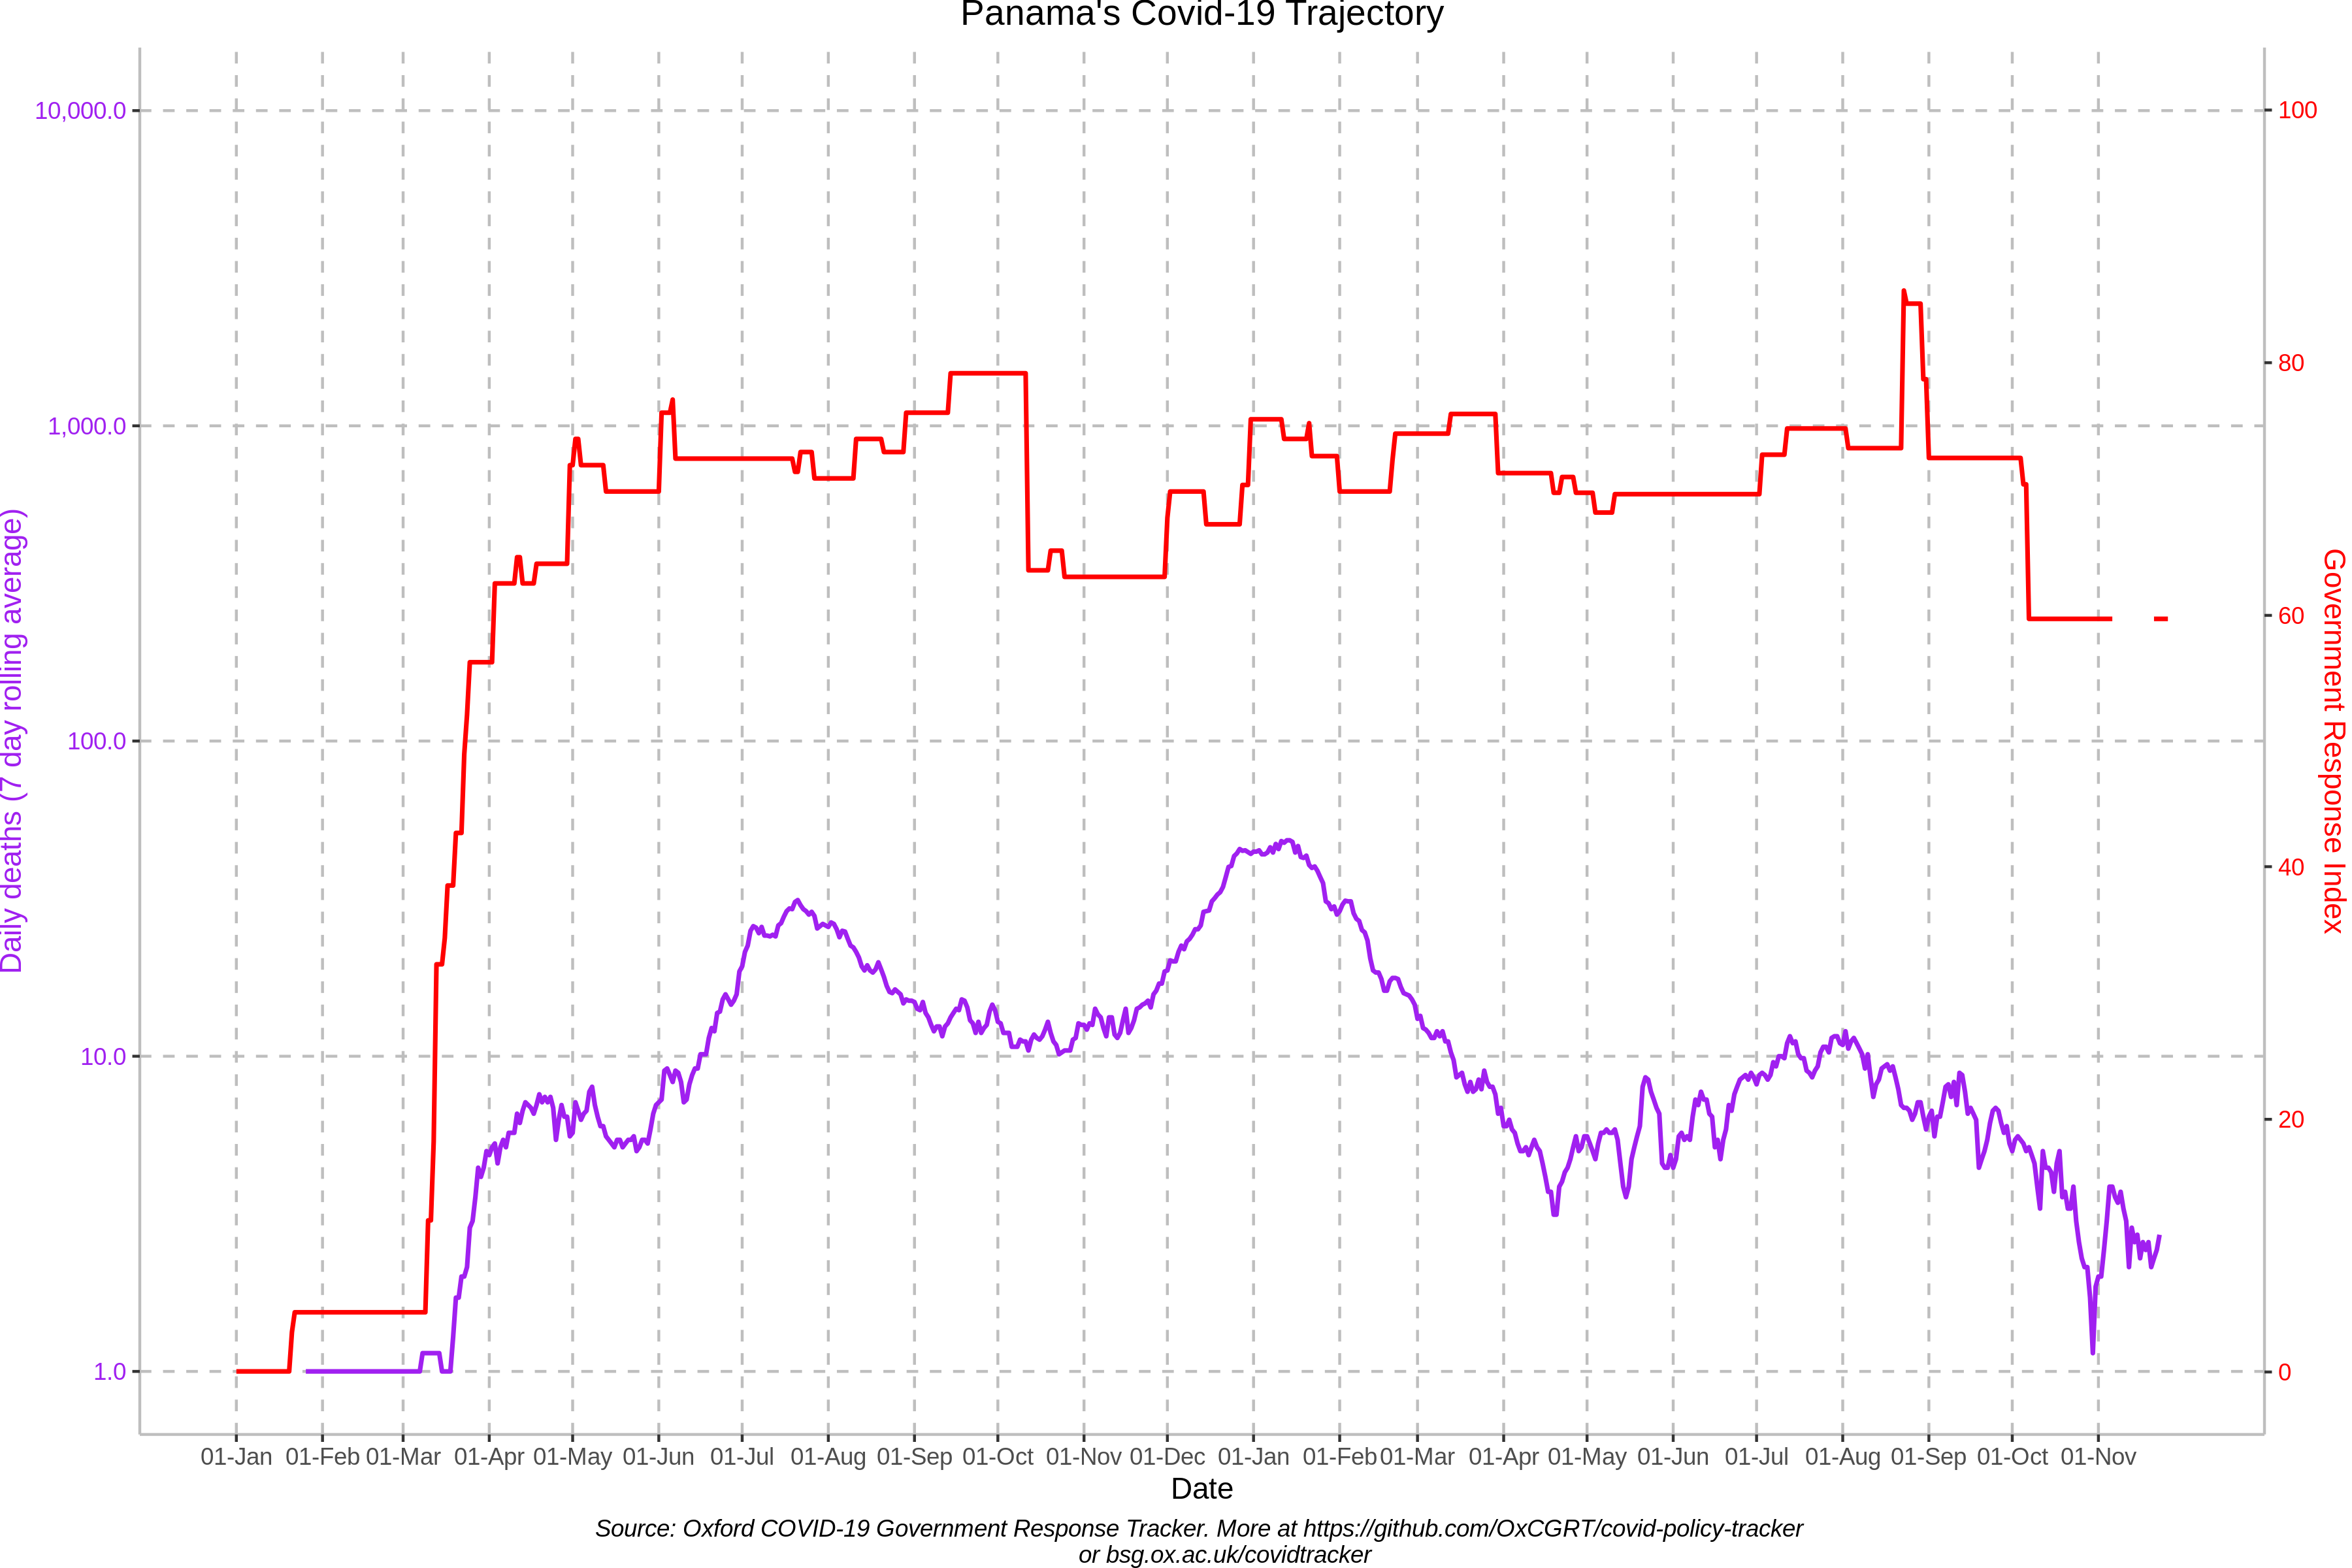 Panama's Covid-19 Trajectory
10,000.0
1,000.0
100.0
10.0
1.0
Daily deaths (7 day rolling average)
100
80
60
40
20
0
Government Response Index
01-Jan 01-Feb 01-Mar 01-Apr 01-May 01-Jun 01-Jul 01-Aug 01-Sep 01-Oct 01-Nov 01-Dec 01-Jan 01-Feb 01-Mar 01-Apr 01-May 01-Jun 01-Jul 01-Aug 01-Sep 01-Oct 01-Nov
Date
Source: Oxford COVID-19 Government Response Tracker. More at https://github.com/OxCGRT/covid-policy-tracker
or bsg.ox.ac.uk/covidtracker